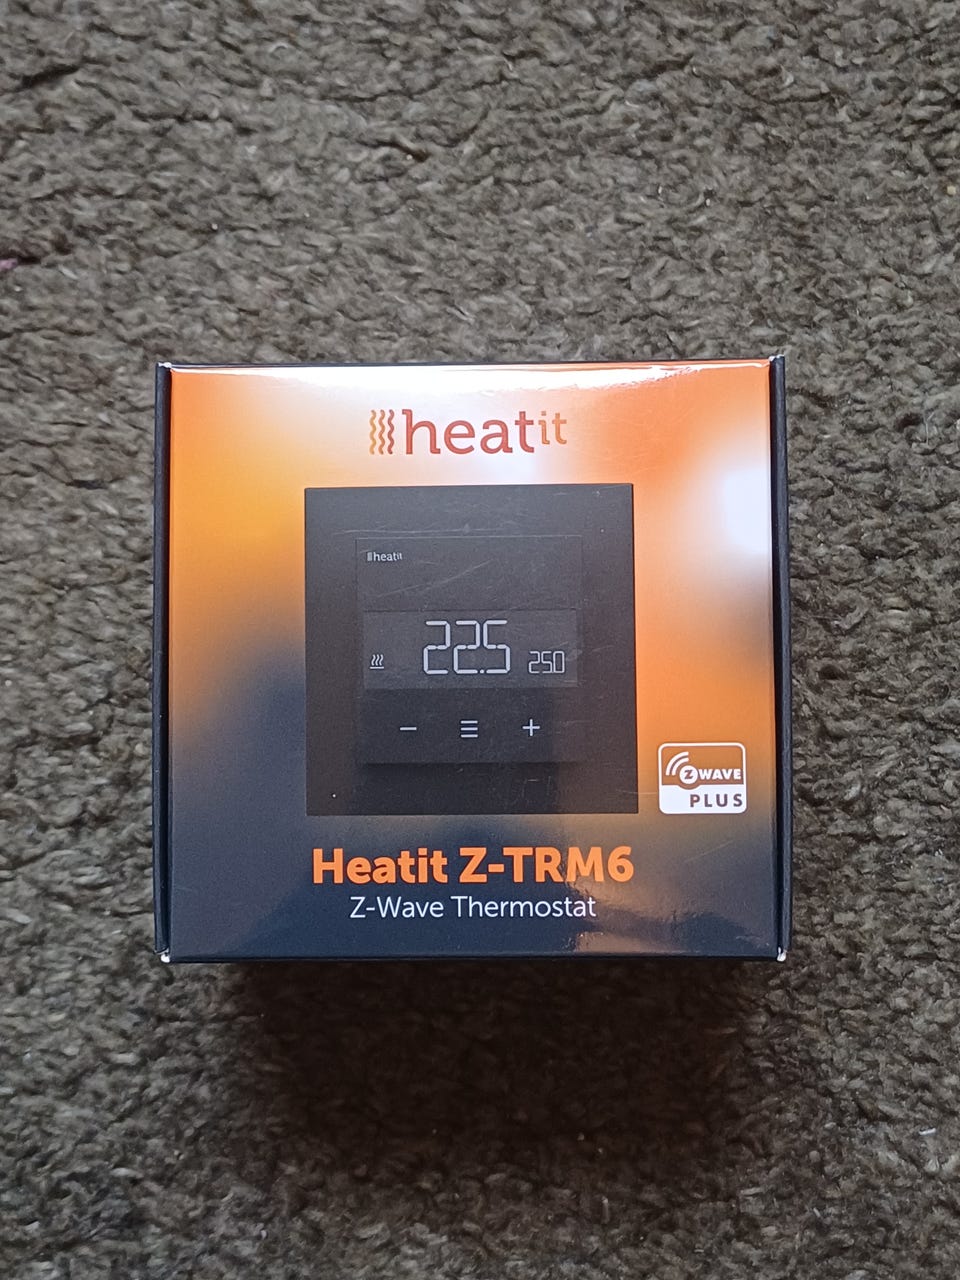 heatit
heatit
22.5
25.0
Z WAVE
PLUS
Heatit Z-TRM6
Z-Wave Thermostat